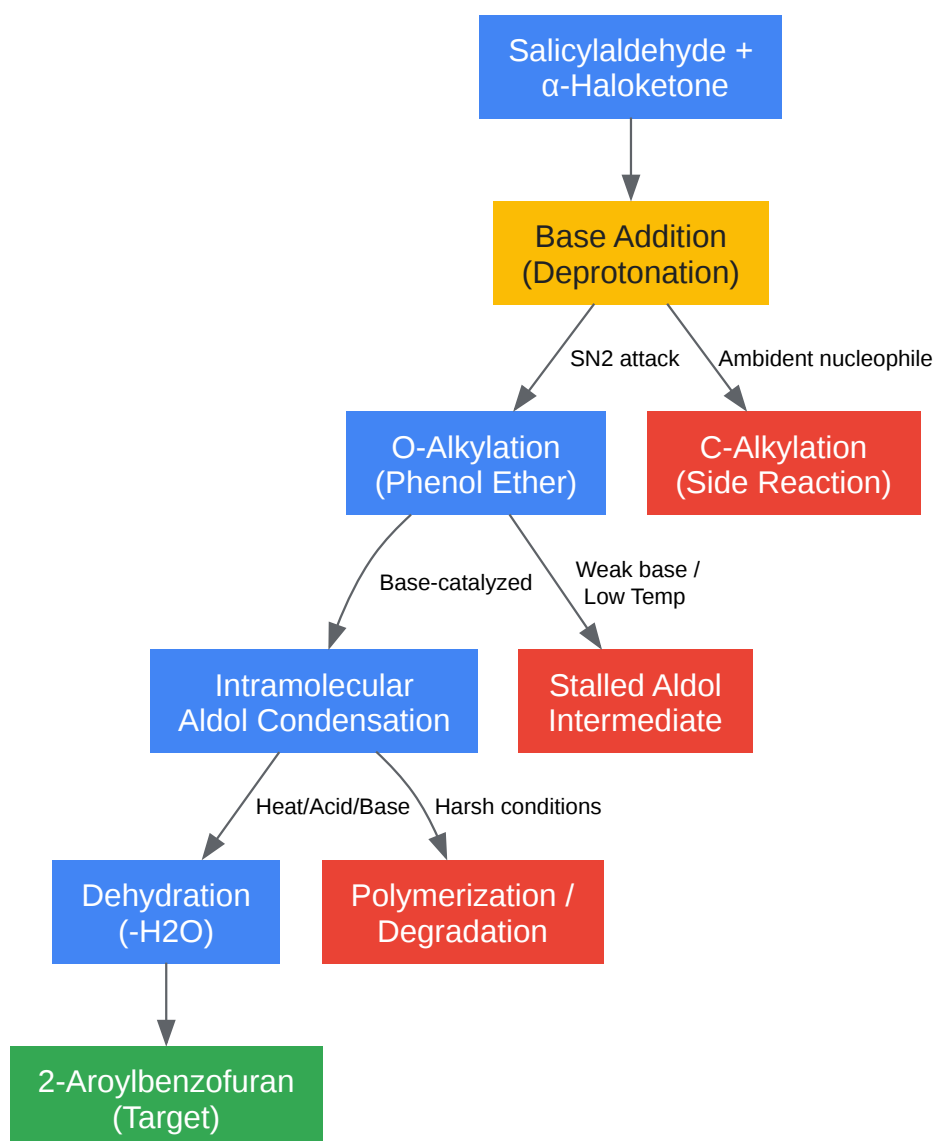 Salicylaldehyde +
α-Haloketone
Base Addition
(Deprotonation)
SN2 attack
Ambident nucleophile
O-Alkylation
(Phenol Ether)
C-Alkylation
(Side Reaction)
Base-catalyzed
Weak base /
Low Temp
Intramolecular
Aldol Condensation
Stalled Aldol
Intermediate
Heat/Acid/Base
Harsh conditions
Dehydration
(-H2O)
Polymerization /
Degradation
2-Aroylbenzofuran
(Target)